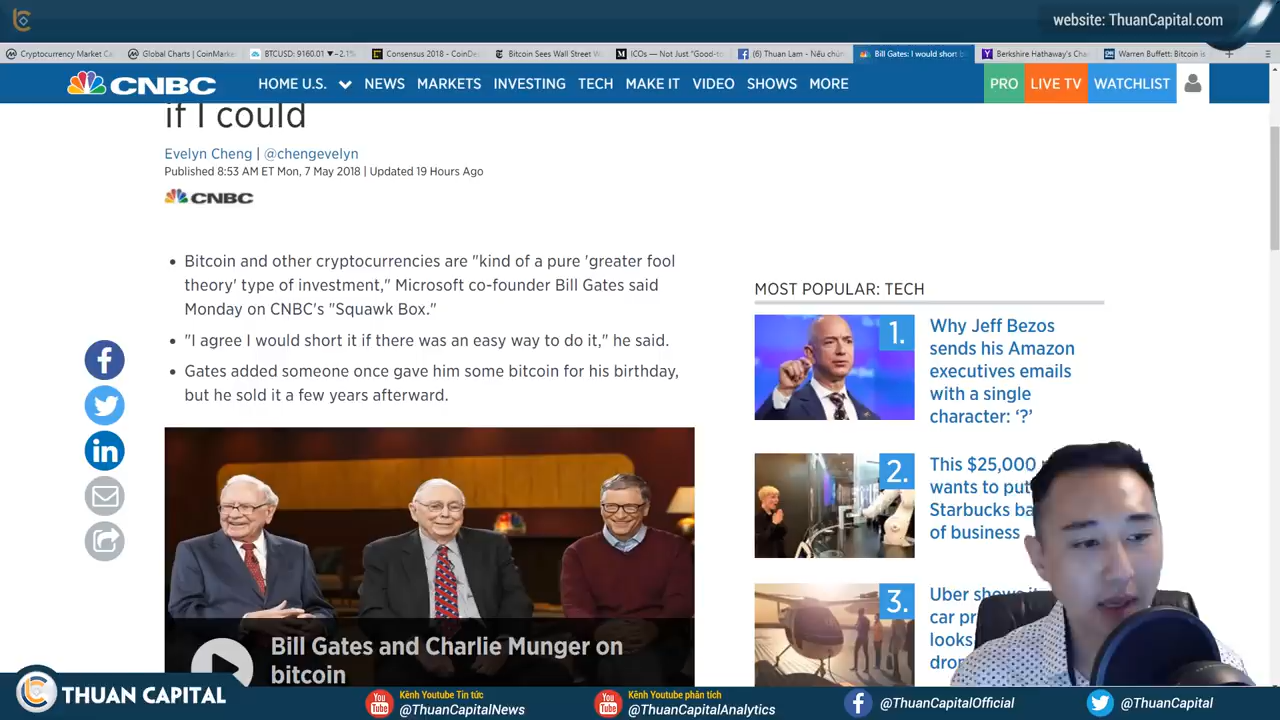 website: ThuanCapital.com
Cryptocurrency Market Ca
Global Charts | CoinMarke
BTCUSD: 9160.01 ▼−2.1%
Consensus 2018 - CoinDe
Bitcoin Sees Wall Street W
ICOs — Not Just "Good-to
(7) Thuan Lam - Nếu chún
Bill Gates: I would short b
Berkshire Hathaway's Cha
Warren Buffett: Bitcoin is
CNBC
HOME U.S.
NEWS
MARKETS
INVESTING
TECH
MAKE IT
VIDEO
SHOWS
MORE
PRO
LIVE TV
WATCHLIST
if I could
Evelyn Cheng | @chengevelyn
Published 8:53 AM ET Mon, 7 May 2018 | Updated 19 Hours Ago
CNBC
• Bitcoin and other cryptocurrencies are "kind of a pure 'greater fool
theory' type of investment," Microsoft co-founder Bill Gates said
Monday on CNBC's "Squawk Box."
• "I agree I would short it if there was an easy way to do it," he said.
• Gates added someone once gave him some bitcoin for his birthday,
but he sold it a few years afterward.
Bill Gates and Charlie Munger on
bitcoin
MOST POPULAR: TECH
1.
Why Jeff Bezos
sends his Amazon
executives emails
with a single
character: '?'
2.
This $25,000
wants to put
Starbucks ba
of business
3.
Uber
car pr
looks
dron
THUAN CAPITAL
Kênh Youtube Tin tức
@ThuanCapitalNews
Kênh Youtube phân tích
@ThuanCapitalAnalytics
@ThuanCapitalOfficial
@ThuanCapital